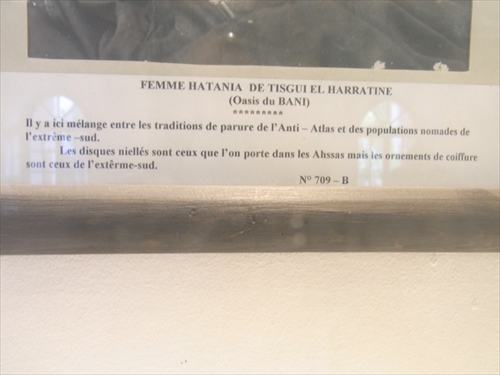 FEMME HATANIA DE TISGUI EL HARRATINE
(Oasis du BANI)
*********
Il y a ici mélange entre les traditions de parure de l'Anti – Atlas et des populations nomades de
l'extrême –sud.
Les disques niellés sont ceux que l'on porte dans les Ahssas mais les ornements de coiffure
sont ceux de l'extêrme-sud.
N° 709 – B